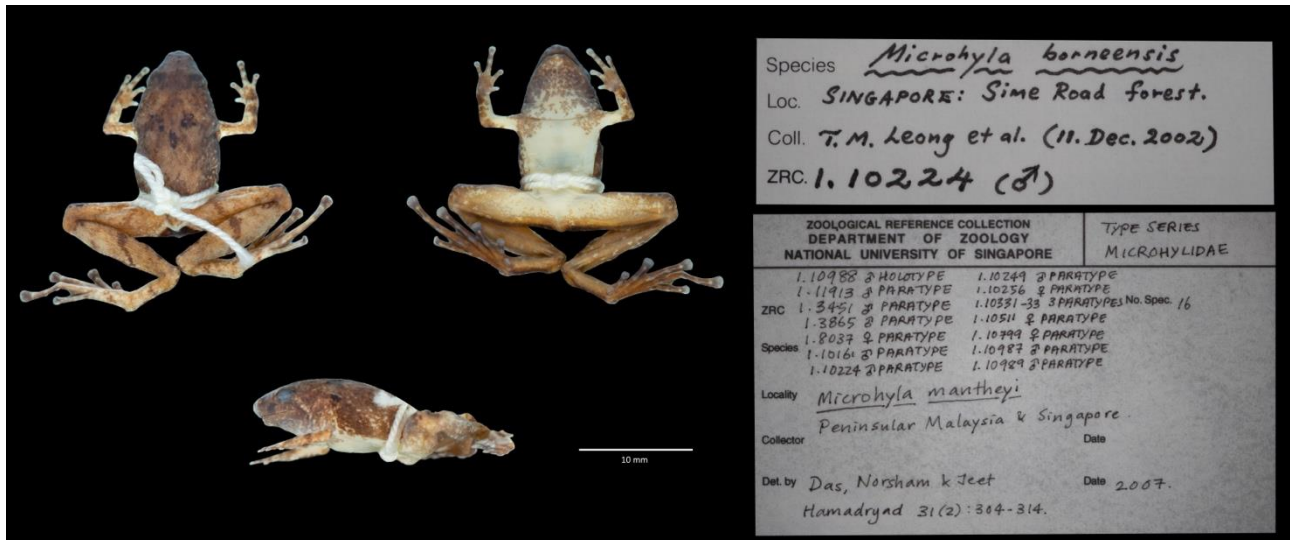 Species Microhyla borneensis
Loc. SINGAPORE: Sime Road forest.
Coll. T.M. Leong et al. (11. Dec. 2002)
ZRC. 1.10224 (♂)
ZOOLOGICAL REFERENCE COLLECTION
DEPARTMENT OF ZOOLOGY
NATIONAL UNIVERSITY OF SINGAPORE
TYPE SERIES
MICROHYLIDAE
1.10988 ♂ HOLOTYPE 1.10249 ♂ PARATYPE
1.11913 ♂ PARATYPE 1.10256 ♀ PARATYPE
ZRC 1.3451 ♂ PARATYPE 1.10331-33 ♂ PARATYPES No. Spec. 16
1.3865 ♂ PARATYPE 1.10511 ♀ PARATYPE
Species 1.8037 ♀ PARATYPE 1.10799 ♀ PARATYPE
1.10161 ♂ PARATYPE 1.10987 ♂ PARATYPE
1.10224 ♂ PARATYPE 1.10989 ♂ PARATYPE
Locality Microhyla mantheyi
Peninsular Malaysia & Singapore.
Collector Date
Det. by Das, Norsham & Jeet Date 2007.
Hamadryad 31(2): 304-314.
10 mm